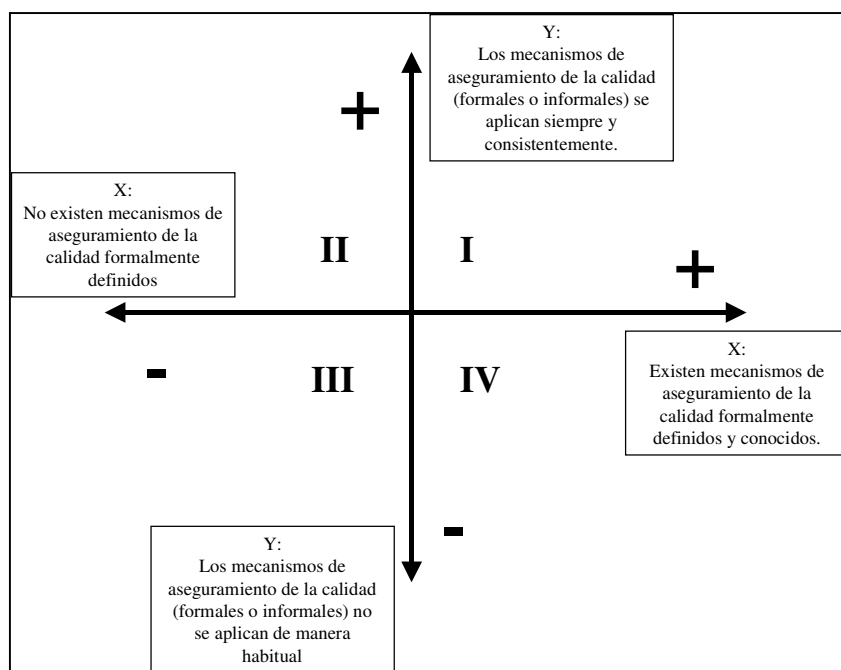 Y:
Los mecanismos de
aseguramiento de la calidad
(formales o informales) se
aplican siempre y
consistentemente.
+
X:
No existen mecanismos de
aseguramiento de la
calidad formalmente
definidos
II
I
+
-
III
IV
X:
Existen mecanismos de
aseguramiento de la
calidad formalmente
definidos y conocidos.
-
Y:
Los mecanismos de
aseguramiento de la calidad
(formales o informales) no
se aplican de manera
habitual